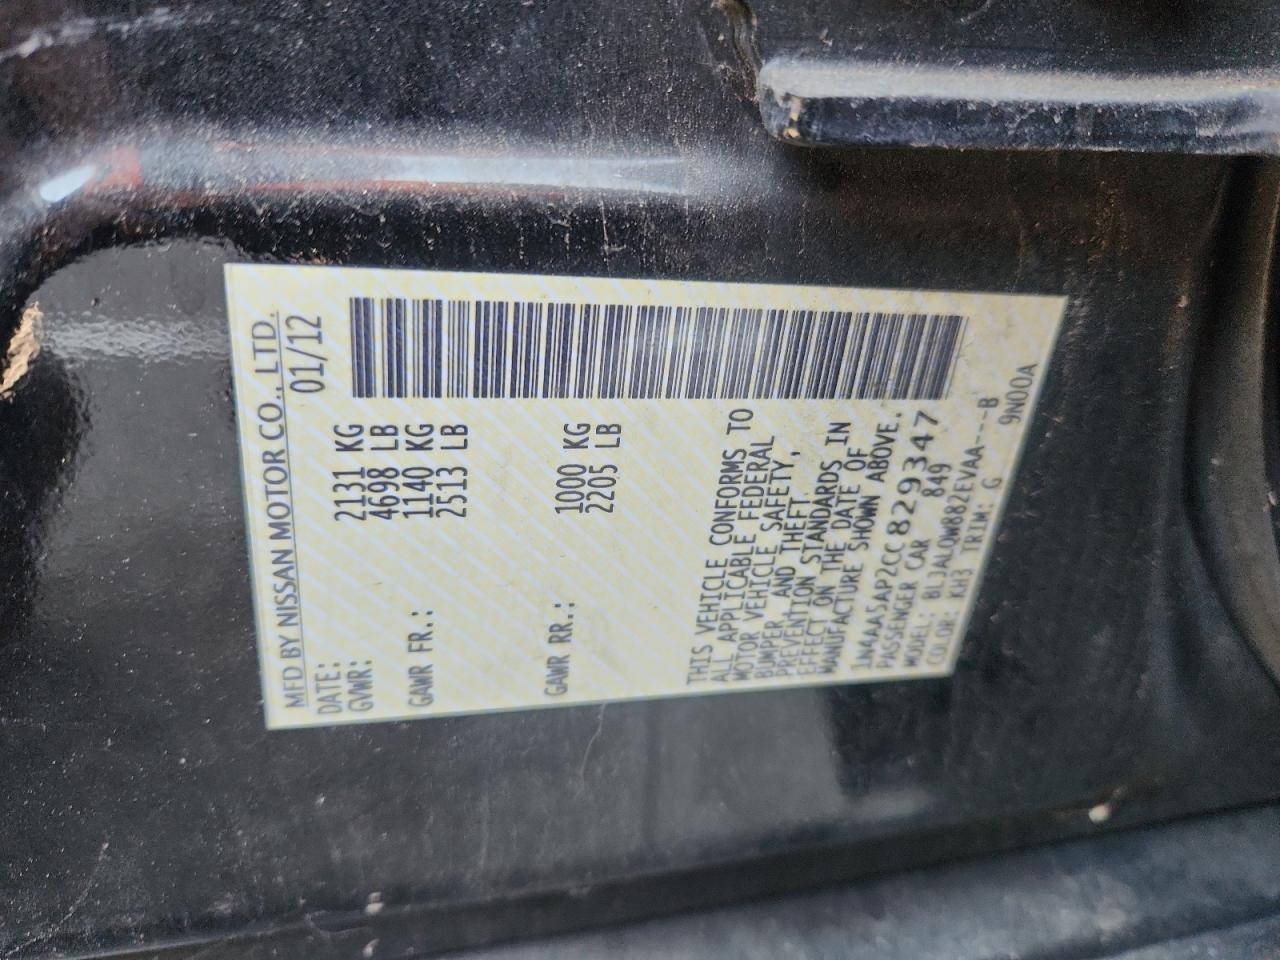 MFD BY NISSAN MOTOR CO., LTD.
DATE: 01/12
GVWR: 2131 KG
4698 LB
GAWR FR.: 1140 KG
2513 LB
GAWR RR.: 1000 KG
2205 LB
THIS VEHICLE CONFORMS TO
ALL APPLICABLE FEDERAL
MOTOR VEHICLE SAFETY,
BUMPER, AND THEFT
PREVENTION STANDARDS IN
EFFECT ON THE DATE OF
MANUFACTURE SHOWN ABOVE.
1N4AA5AP2CC829347
PASSENGER CAR 849
MODEL: BLJALQW882EVAA---B
COLOR: KH3 TRIM: G 9N00A